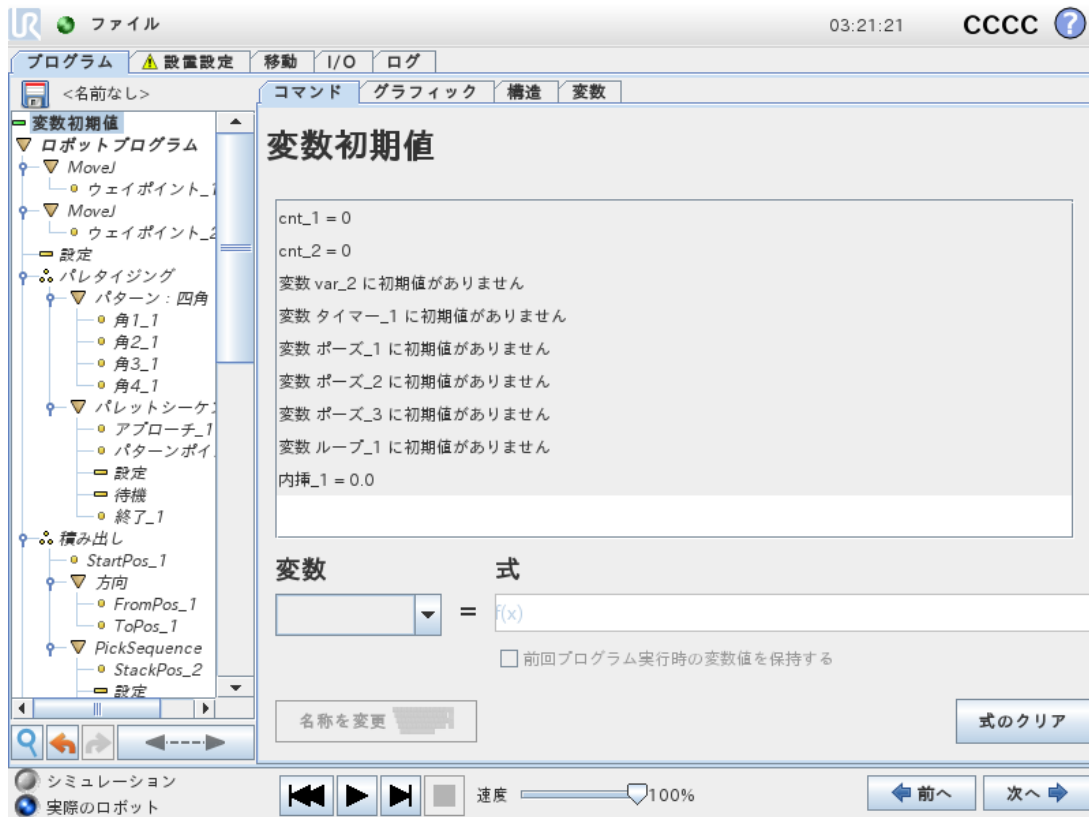 UR ファイル 03:21:21 CCCC ?
プログラム 設置設定 移動 I/O ログ
<名前なし>
コマンド グラフィック 構造 変数
変数初期値
ロボットプログラム
MoveJ
ウェイポイント_1
MoveJ
ウェイポイント_2
設定
パレタイジング
パターン : 四角
角1_1
角2_1
角3_1
角4_1
パレットシーケン
アプローチ_1
パターンポイ
設定
待機
終了_1
積み出し
StartPos_1
方向
FromPos_1
ToPos_1
PickSequence
StackPos_2
設定
変数初期値
cnt_1 = 0
cnt_2 = 0
変数 var_2 に初期値がありません
変数 タイマー_1 に初期値がありません
変数 ポーズ_1 に初期値がありません
変数 ポーズ_2 に初期値がありません
変数 ポーズ_3 に初期値がありません
変数 ループ_1 に初期値がありません
内挿_1 = 0.0
変数 式
= f(x)
前回プログラム実行時の変数値を保持する
名称を変更
式のクリア
シミュレーション
実際のロボット
速度 100%
前へ 次へ